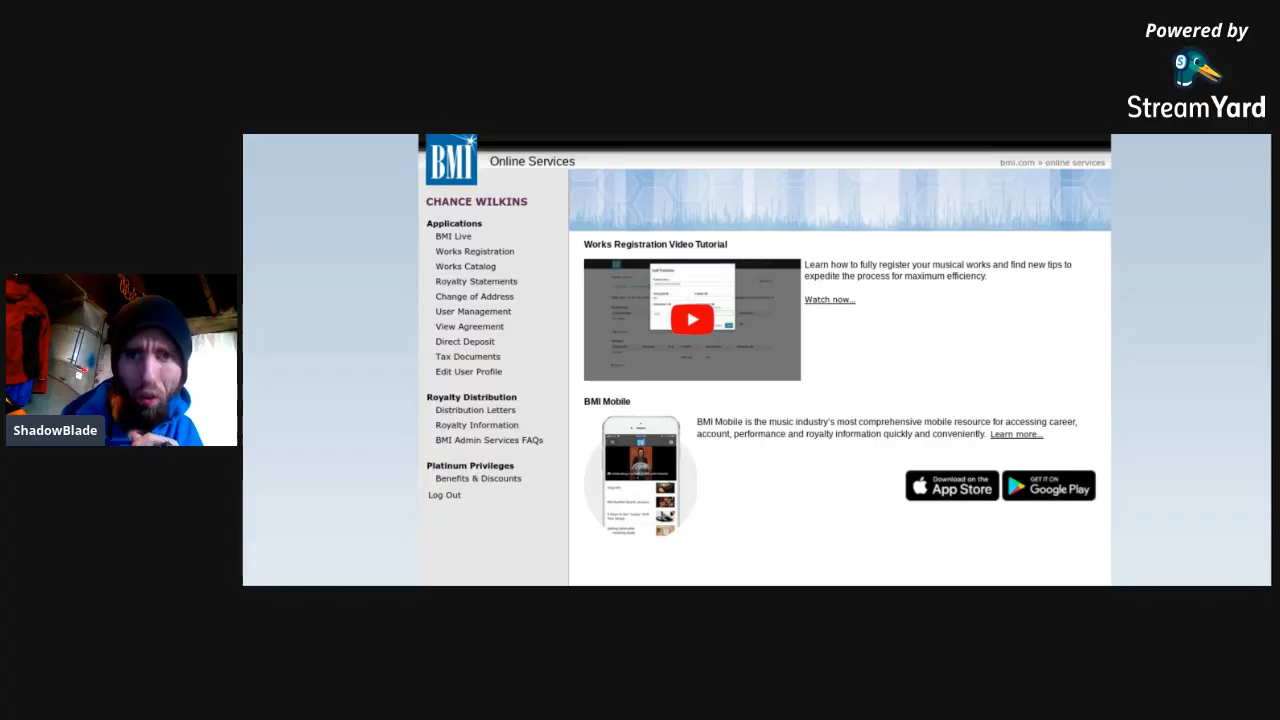 Powered by
StreamYard
BMI
Online Services
bmi.com » online services
CHANCE WILKINS
Applications
BMI Live
Works Registration
Works Catalog
Royalty Statements
Change of Address
User Management
View Agreement
Direct Deposit
Tax Documents
Edit User Profile
Royalty Distribution
Distribution Letters
Royalty Information
BMI Admin Services FAQs
Platinum Privileges
Benefits & Discounts
Log Out
Works Registration Video Tutorial
Learn how to fully register your musical works and find new tips to
expedite the process for maximum efficiency.
Watch now...
BMI Mobile
BMI Mobile is the music industry's most comprehensive mobile resource for accessing career,
account, performance and royalty information quickly and conveniently. Learn more...
Download on the
App Store
GET IT ON
Google Play
ShadowBlade